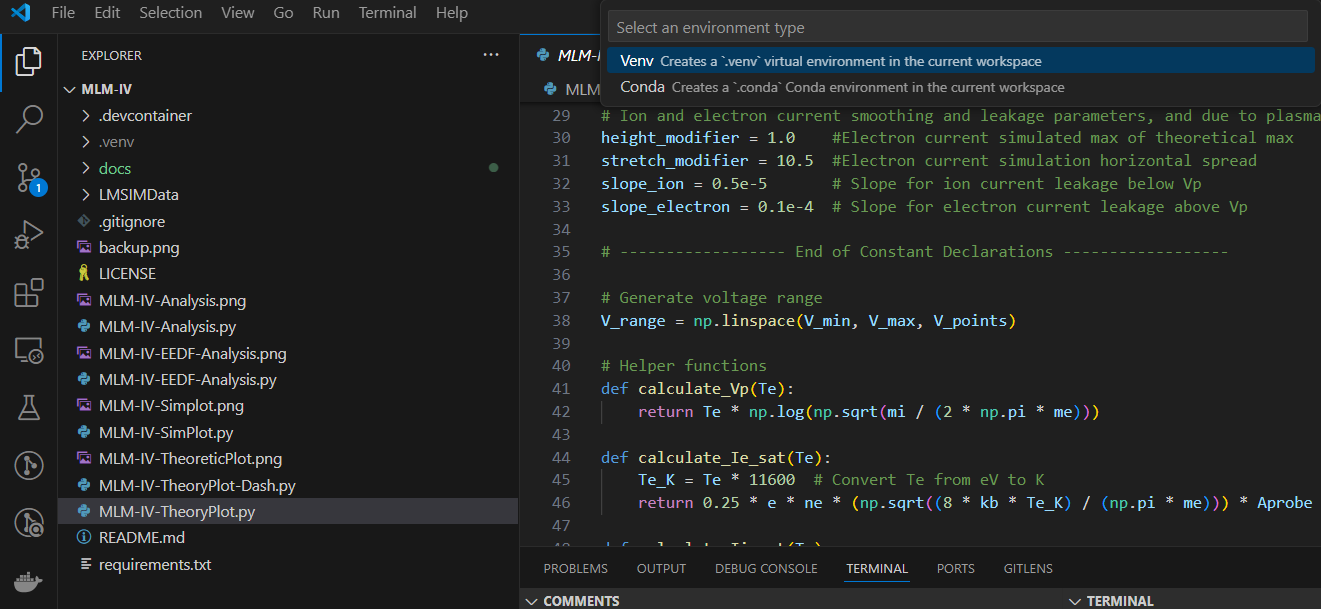 File Edit Selection View Go Run Terminal Help
Select an environment type
Venv Creates a `.venv` virtual environment in the current workspace
Conda Creates a `.conda` Conda environment in the current workspace
EXPLORER
MLM-IV
.devcontainer
.venv
docs
LMSIMData
.gitignore
backup.png
LICENSE
MLM-IV-Analysis.png
MLM-IV-Analysis.py
MLM-IV-EEDF-Analysis.png
MLM-IV-EEDF-Analysis.py
MLM-IV-Simplot.png
MLM-IV-SimPlot.py
MLM-IV-TheoreticPlot.png
MLM-IV-TheoryPlot-Dash.py
MLM-IV-TheoryPlot.py
README.md
requirements.txt
1
MLM-I
MLM
29 # Ion and electron current smoothing and leakage parameters, and due to plasma
30 height_modifier = 1.0 #Electron current simulated max of theoretical max
31 stretch_modifier = 10.5 #Electron current simulation horizontal spread
32 slope_ion = 0.5e-5 # Slope for ion current leakage below Vp
33 slope_electron = 0.1e-4 # Slope for electron current leakage above Vp
34
35 # ------------------ End of Constant Declarations ------------------
36
37 # Generate voltage range
38 V_range = np.linspace(V_min, V_max, V_points)
39
40 # Helper functions
41 def calculate_Vp(Te):
42 return Te * np.log(np.sqrt(mi / (2 * np.pi * me)))
43
44 def calculate_Ie_sat(Te):
45 Te_K = Te * 11600 # Convert Te from eV to K
46 return 0.25 * e * ne * (np.sqrt((8 * kb * Te_K) / (np.pi * me))) * Aprobe
47
PROBLEMS OUTPUT DEBUG CONSOLE TERMINAL PORTS GITLENS
COMMENTS TERMINAL